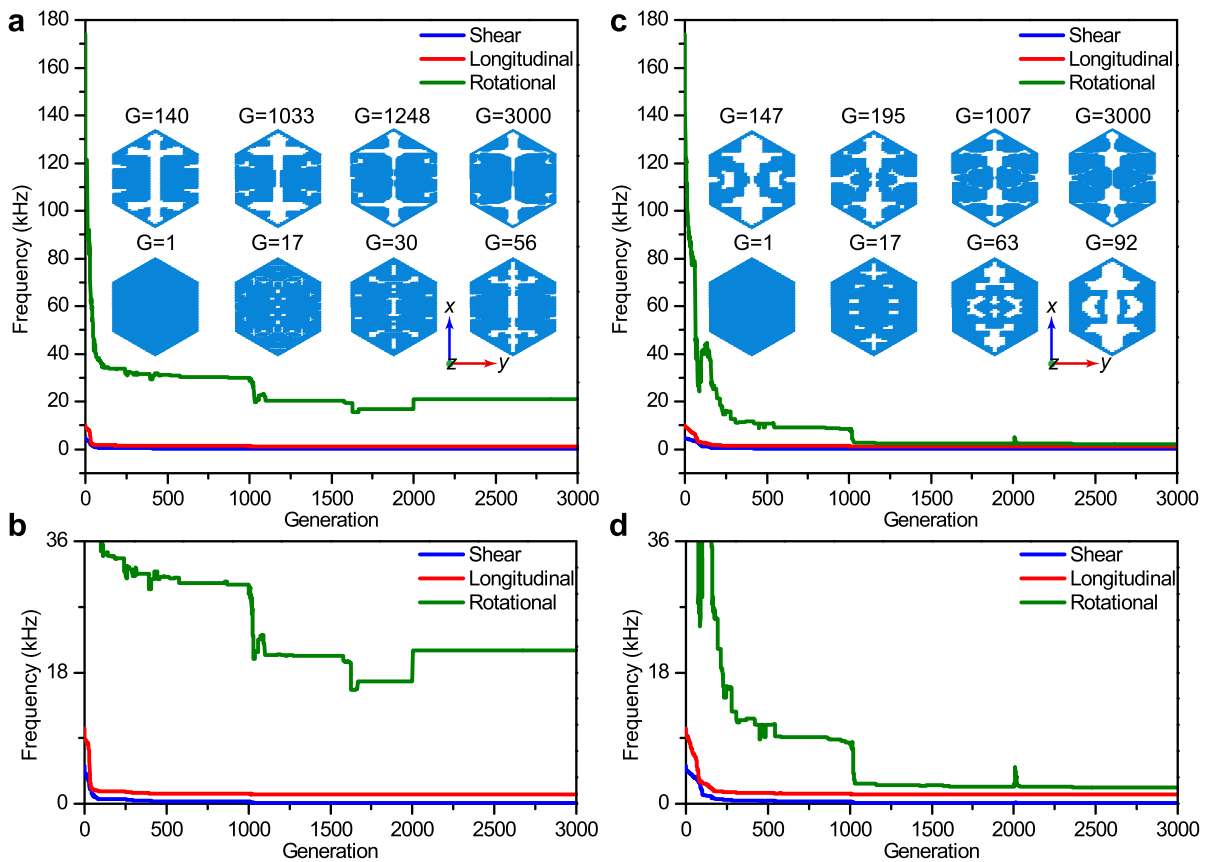 a
180
160
140
120
100
80
60
40
20
0
Frequency (kHz)
Shear
Longitudinal
Rotational
G=140 G=1033 G=1248 G=3000
G=1 G=17 G=30 G=56
x
z y
0 500 1000 1500 2000 2500 3000
Generation
c
180
160
140
120
100
80
60
40
20
0
Frequency (kHz)
Shear
Longitudinal
Rotational
G=147 G=195 G=1007 G=3000
G=1 G=17 G=63 G=92
x
z y
0 500 1000 1500 2000 2500 3000
Generation
b
36
18
0
Frequency (kHz)
Shear
Longitudinal
Rotational
0 500 1000 1500 2000 2500 3000
Generation
d
36
18
0
Frequency (kHz)
Shear
Longitudinal
Rotational
0 500 1000 1500 2000 2500 3000
Generation